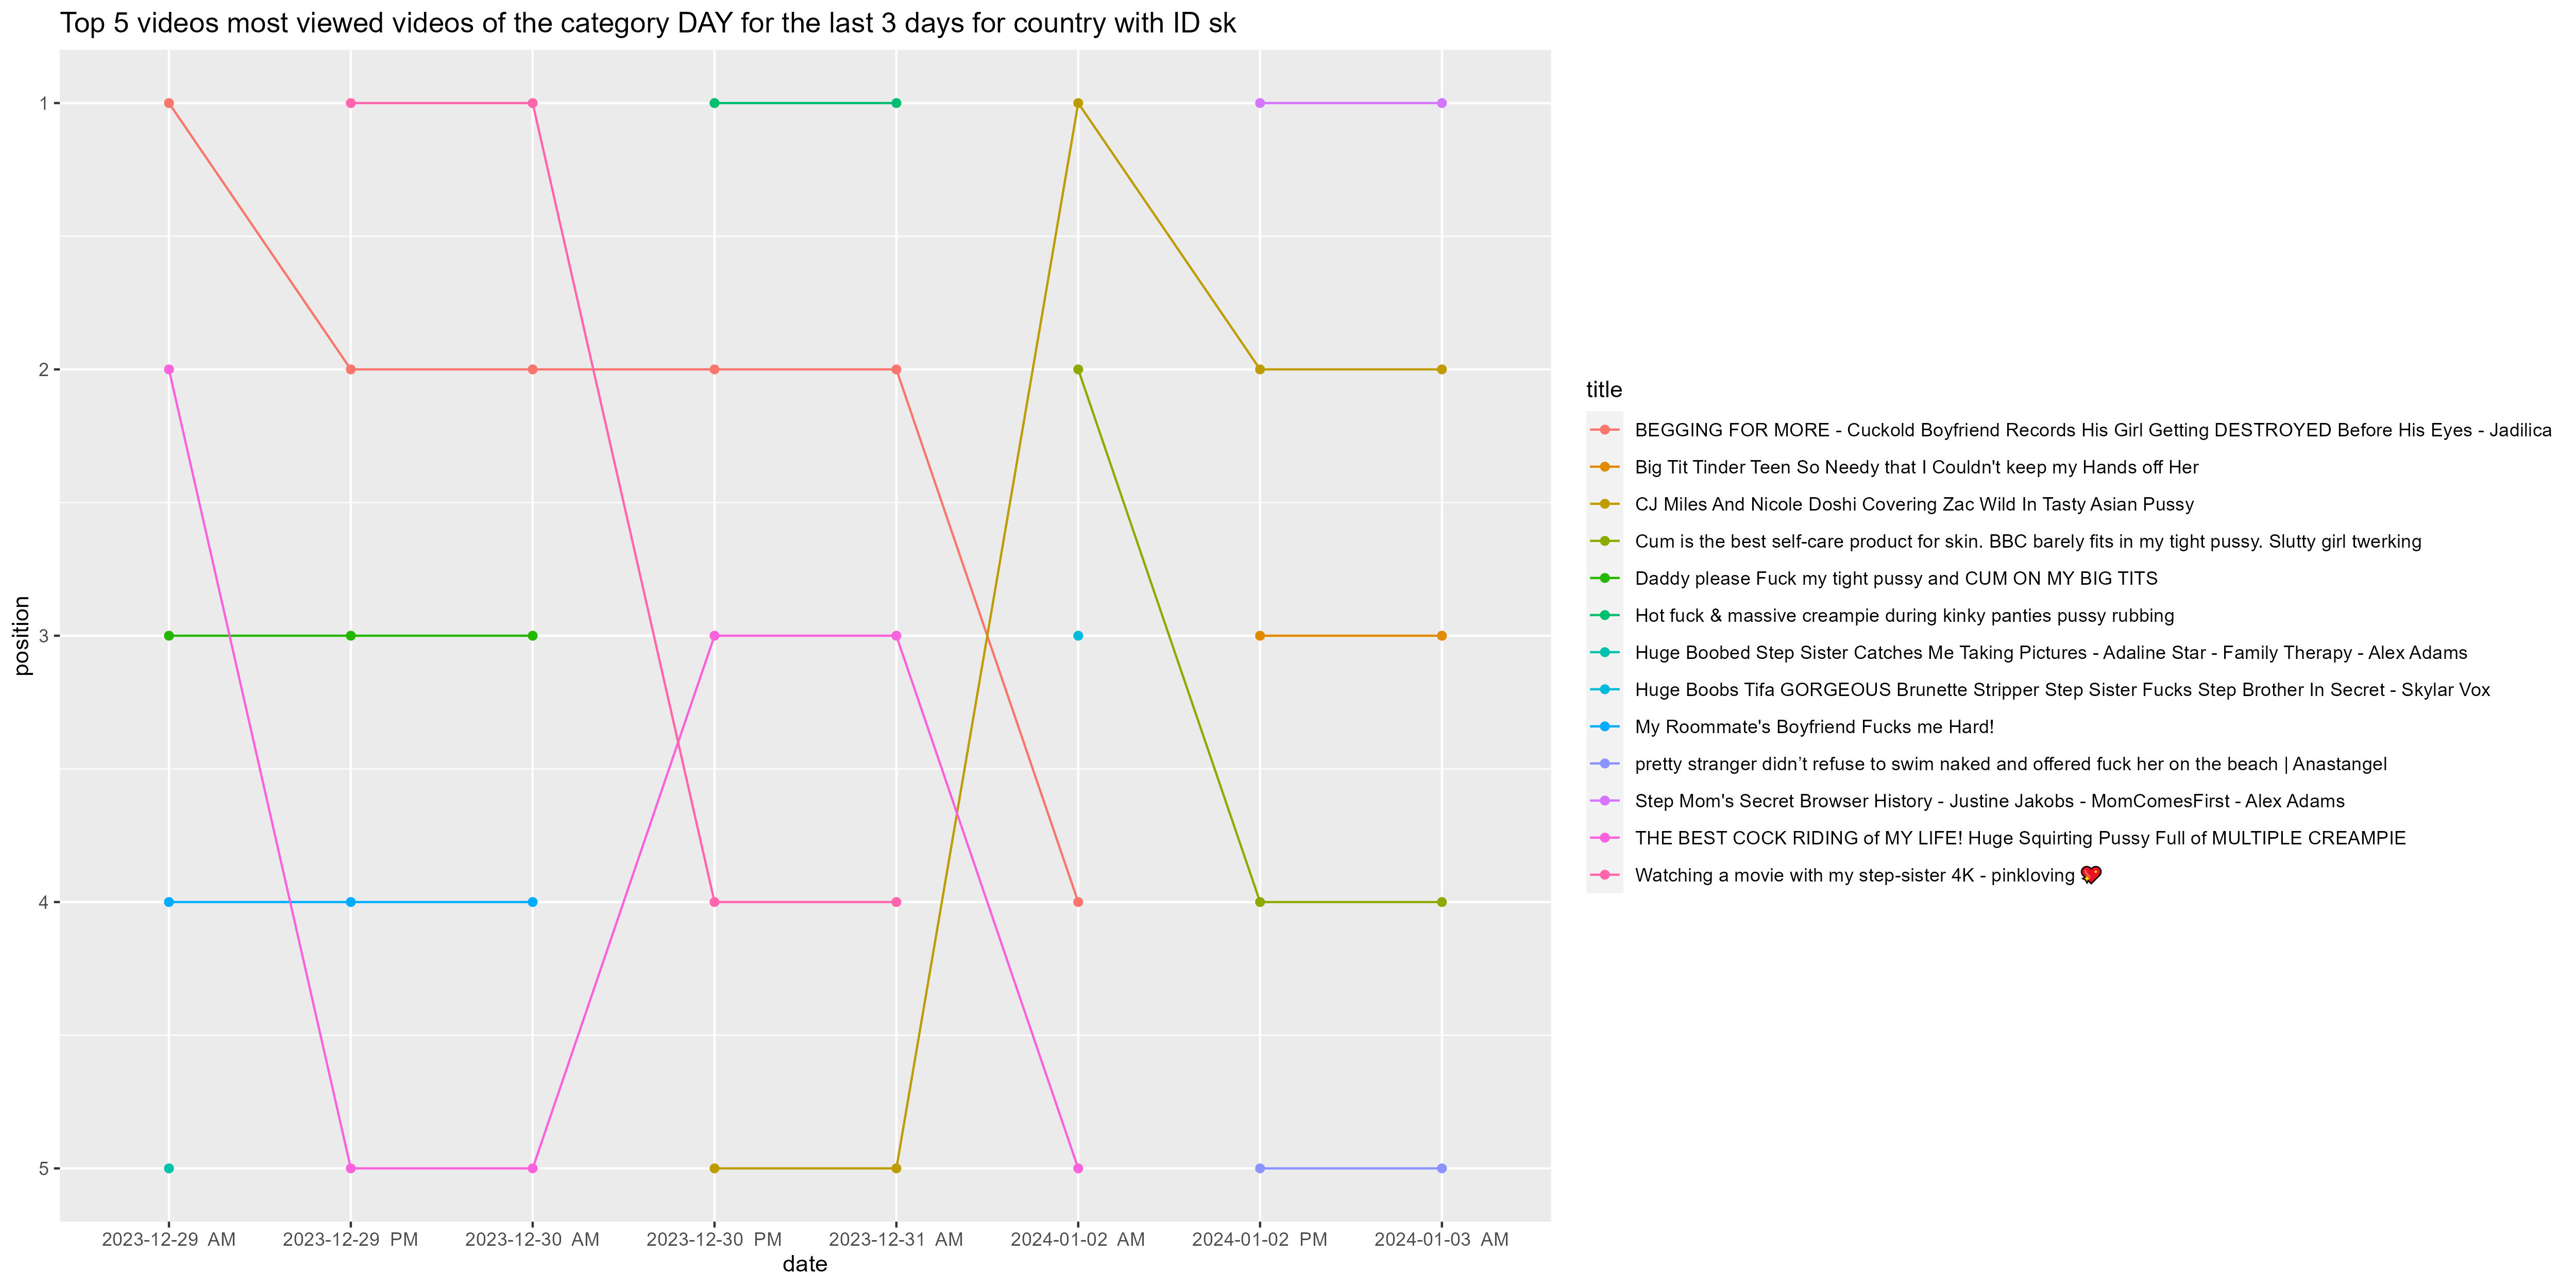 Top 5 videos most viewed videos of the category DAY for the last 3 days for country with ID sk
1
2
3
4
5
position
2023-12-29 AM
2023-12-29 PM
2023-12-30 AM
2023-12-30 PM
2023-12-31 AM
2024-01-02 AM
2024-01-02 PM
2024-01-03 AM
date
title
BEGGING FOR MORE - Cuckold Boyfriend Records His Girl Getting DESTROYED Before His Eyes - Jadilica
Big Tit Tinder Teen So Needy that I Couldn't keep my Hands off Her
CJ Miles And Nicole Doshi Covering Zac Wild In Tasty Asian Pussy
Cum is the best self-care product for skin. BBC barely fits in my tight pussy. Slutty girl twerking
Daddy please Fuck my tight pussy and CUM ON MY BIG TITS
Hot fuck & massive creampie during kinky panties pussy rubbing
Huge Boobed Step Sister Catches Me Taking Pictures - Adaline Star - Family Therapy - Alex Adams
Huge Boobs Tifa GORGEOUS Brunette Stripper Step Sister Fucks Step Brother In Secret - Skylar Vox
My Roommate's Boyfriend Fucks me Hard!
pretty stranger didn’t refuse to swim naked and offered fuck her on the beach | Anastangel
Step Mom's Secret Browser History - Justine Jakobs - MomComesFirst - Alex Adams
THE BEST COCK RIDING of MY LIFE! Huge Squirting Pussy Full of MULTIPLE CREAMPIE
Watching a movie with my step-sister 4K - pinkloving 💖